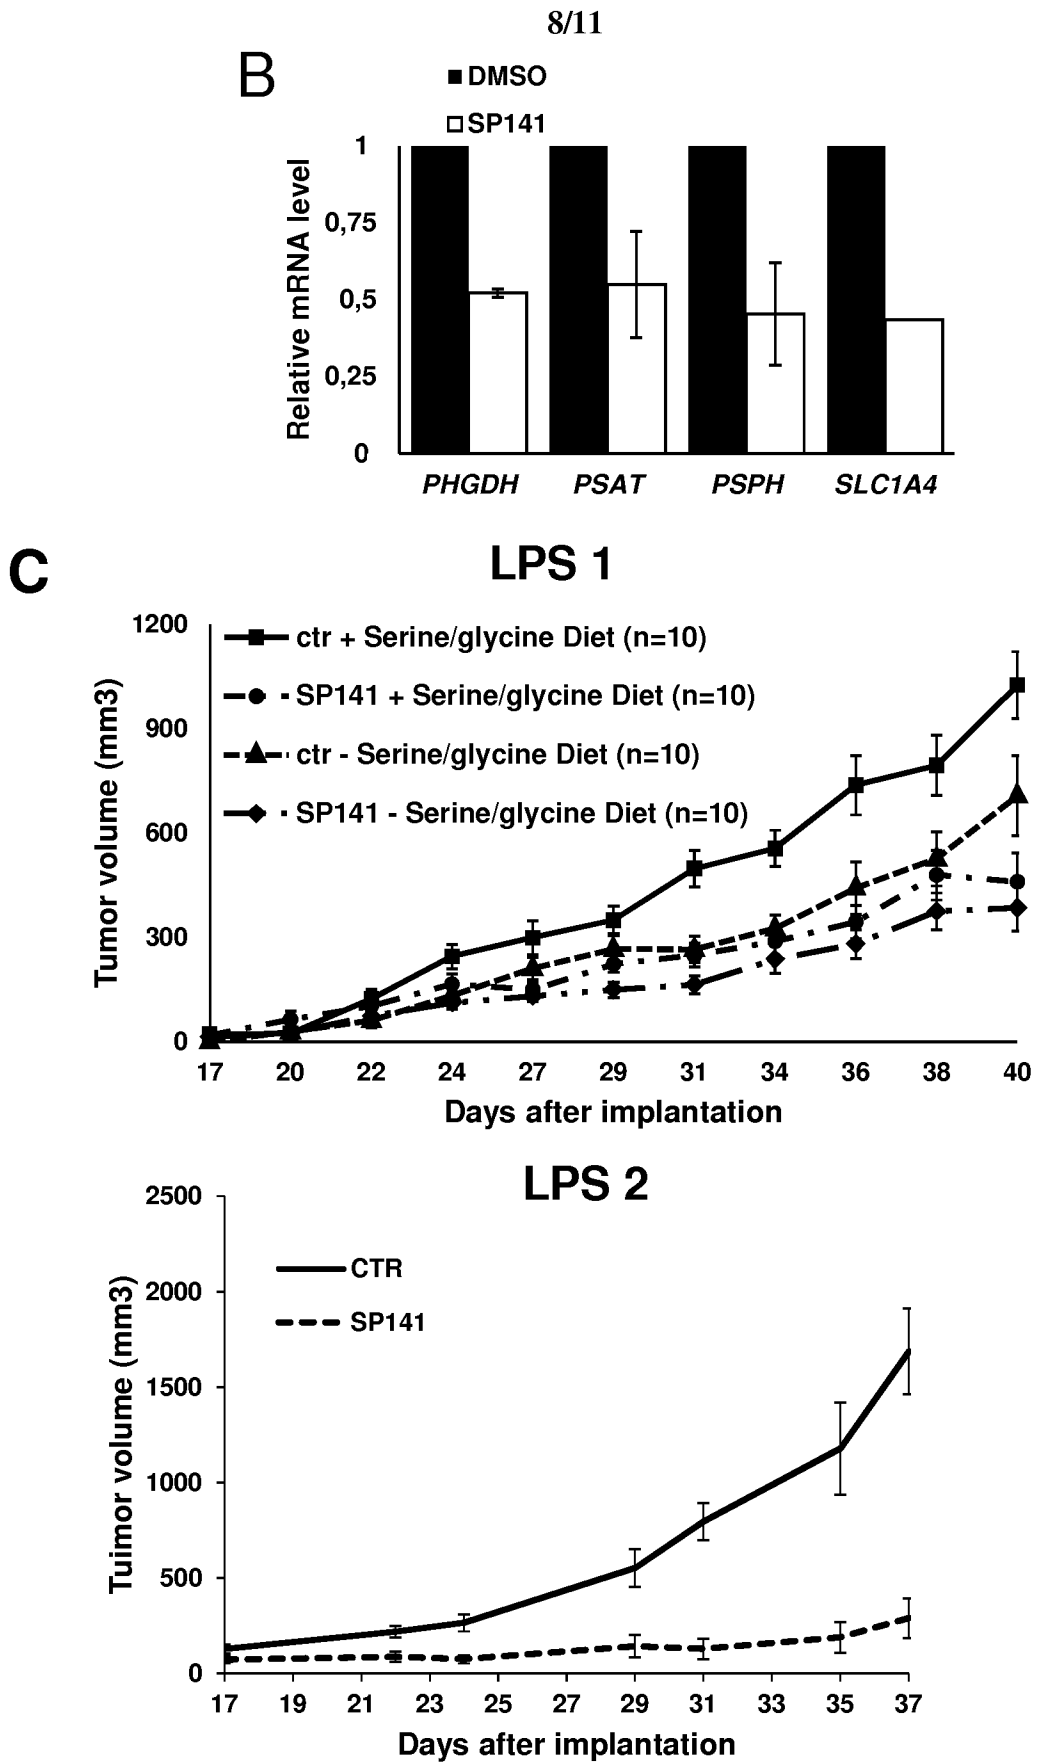 8/11
B
DMSO
SP141
Relative mRNA level
1
0,75
0,5
0,25
0
PHGDH PSAT PSPH SLC1A4
C
LPS 1
Tumor volume (mm3)
1200
900
600
300
0
ctr + Serine/glycine Diet (n=10)
SP141 + Serine/glycine Diet (n=10)
ctr - Serine/glycine Diet (n=10)
SP141 - Serine/glycine Diet (n=10)
17 20 22 24 27 29 31 34 36 38 40
Days after implantation
LPS 2
Tuimor volume (mm3)
2500
2000
1500
1000
500
0
CTR
SP141
17 19 21 23 25 27 29 31 33 35 37
Days after implantation